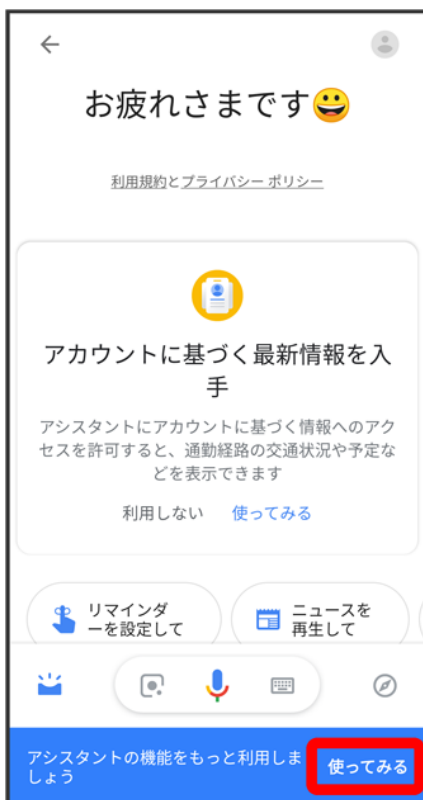 お疲れさまです😀
利用規約とプライバシー ポリシー
アカウントに基づく最新情報を入
手
アシスタントにアカウントに基づく情報へのアク
セスを許可すると、通勤経路の交通状況や予定な
どを表示できます
利用しない 使ってみる
リマインダ
ーを設定して
ニュースを
再生して
アシスタントの機能をもっと利用しま
しょう
使ってみる